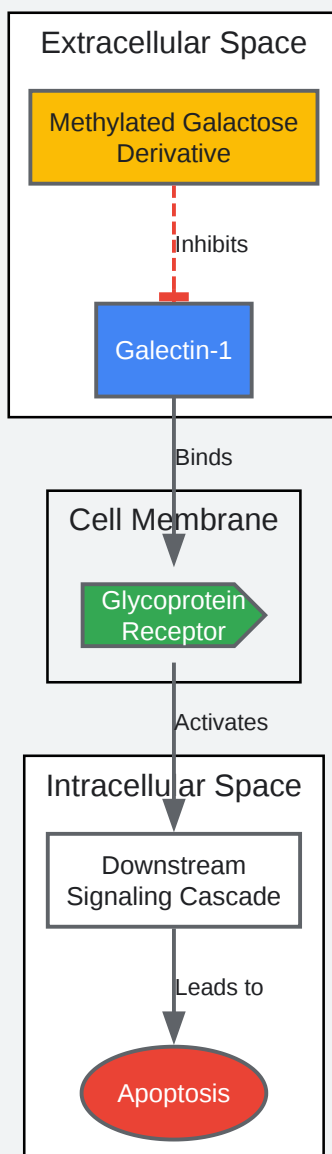 Extracellular Space
Methylated Galactose
Derivative
Inhibits
Galectin-1
Binds
Cell Membrane
Glycoprotein
Receptor
Activates
Intracellular Space
Downstream
Signaling Cascade
Leads to
Apoptosis